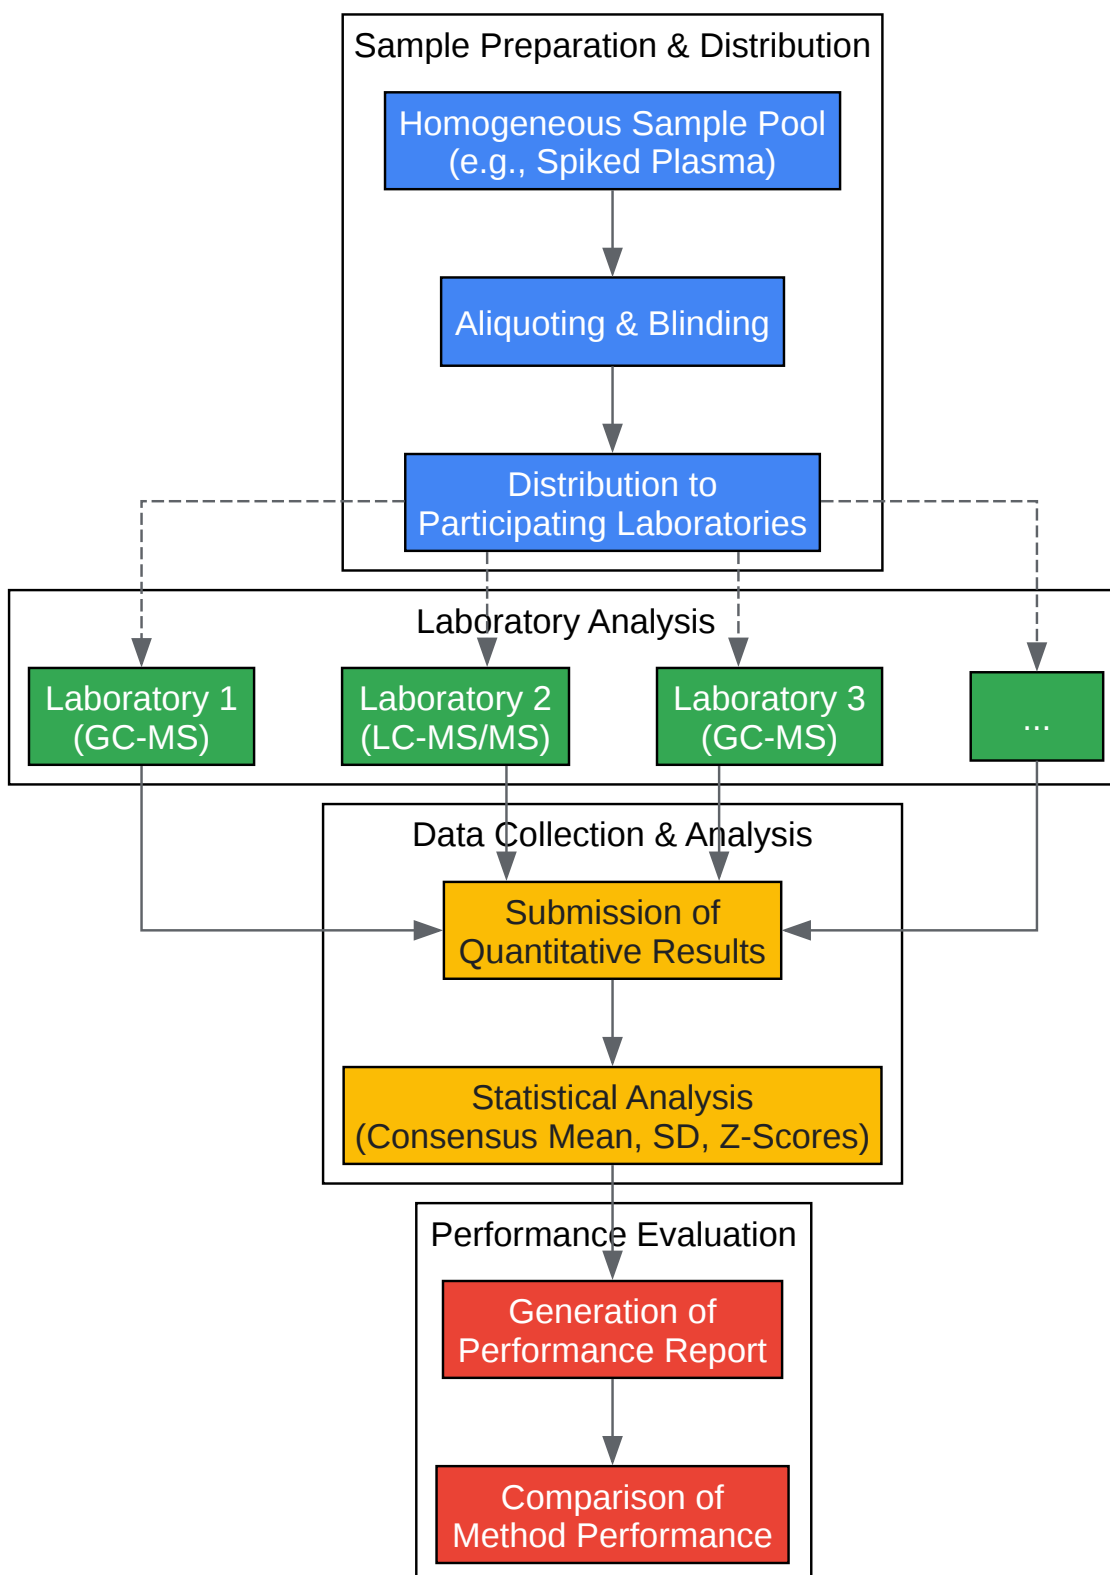 Sample Preparation & Distribution
Homogeneous Sample Pool
(e.g., Spiked Plasma)
Aliquoting & Blinding
Distribution to
Participating Laboratories
Laboratory Analysis
Laboratory 1
(GC-MS)
Laboratory 2
(LC-MS/MS)
Laboratory 3
(GC-MS)
...
Data Collection & Analysis
Submission of
Quantitative Results
Statistical Analysis
(Consensus Mean, SD, Z-Scores)
Performance Evaluation
Generation of
Performance Report
Comparison of
Method Performance